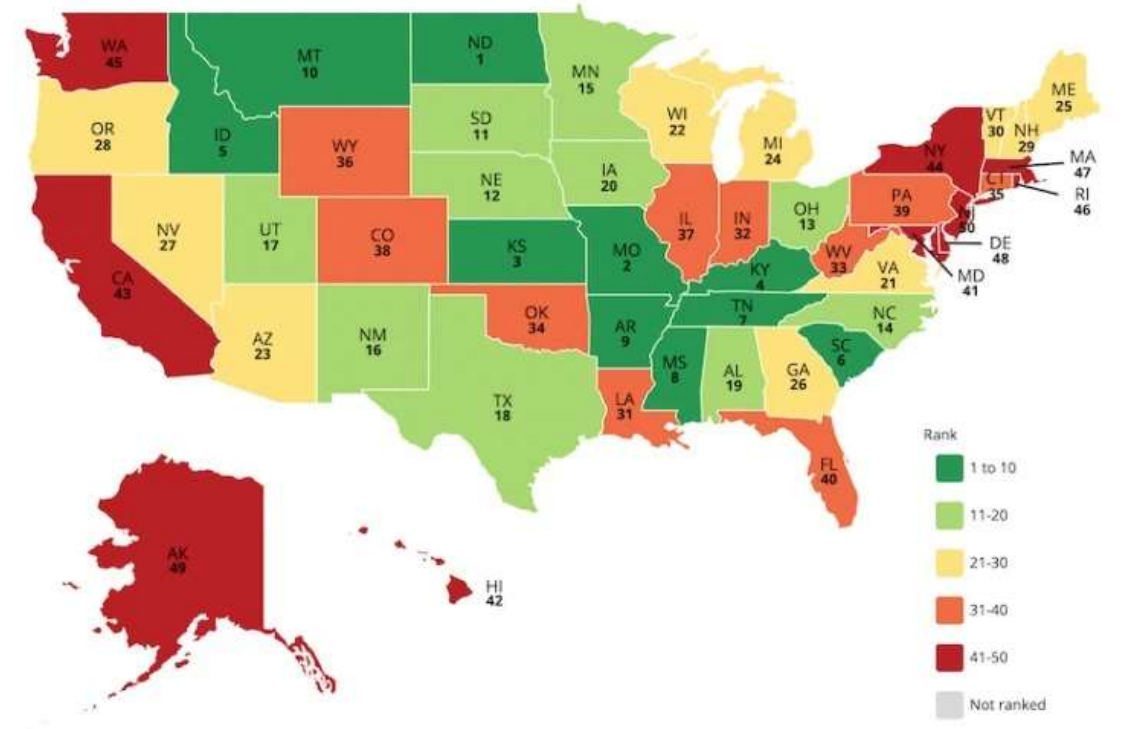 WA
45
MT
10
ND
1
MN
15
OR
28
ID
5
WY
36
SD
11
WI
22
MI
24
ME
25
VT
30
NH
29
NY
44
MA
47
CT
35
RI
46
NV
27
UT
17
CO
38
NE
12
IA
20
IL
37
IN
32
OH
13
PA
39
NJ
50
DE
48
MD
41
CA
43
KS
3
MO
2
KY
4
WV
33
VA
21
AZ
23
NM
16
OK
34
AR
9
TN
7
NC
14
SC
6
TX
18
LA
31
MS
8
AL
19
GA
26
FL
40
AK
49
HI
42
Rank
1 to 10
11-20
21-30
31-40
41-50
Not ranked